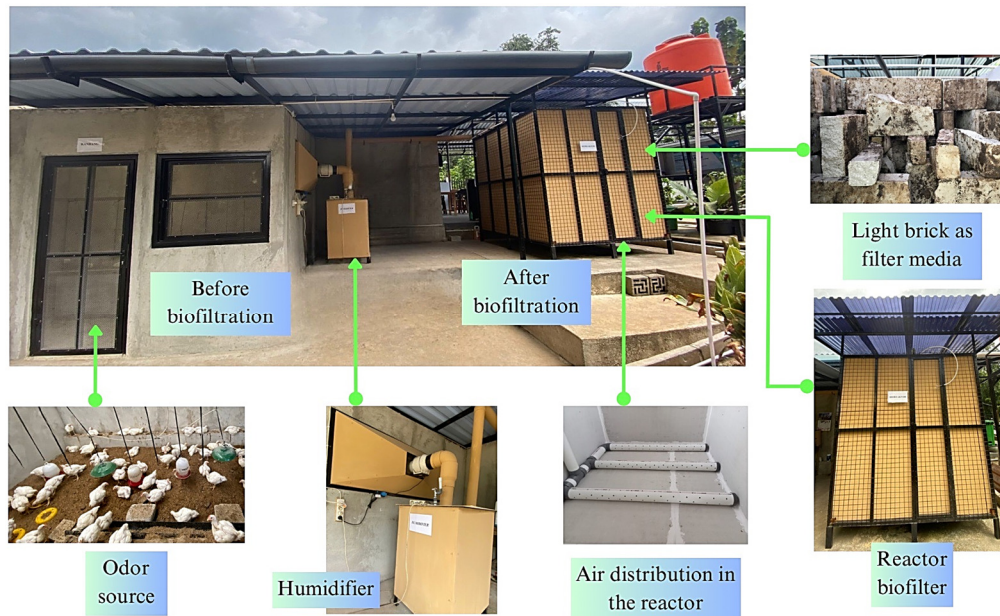 Before
biofiltration
After
biofiltration
Light brick as
filter media
Odor
source
Humidifier
Air distribution in
the reactor
Reactor
biofilter